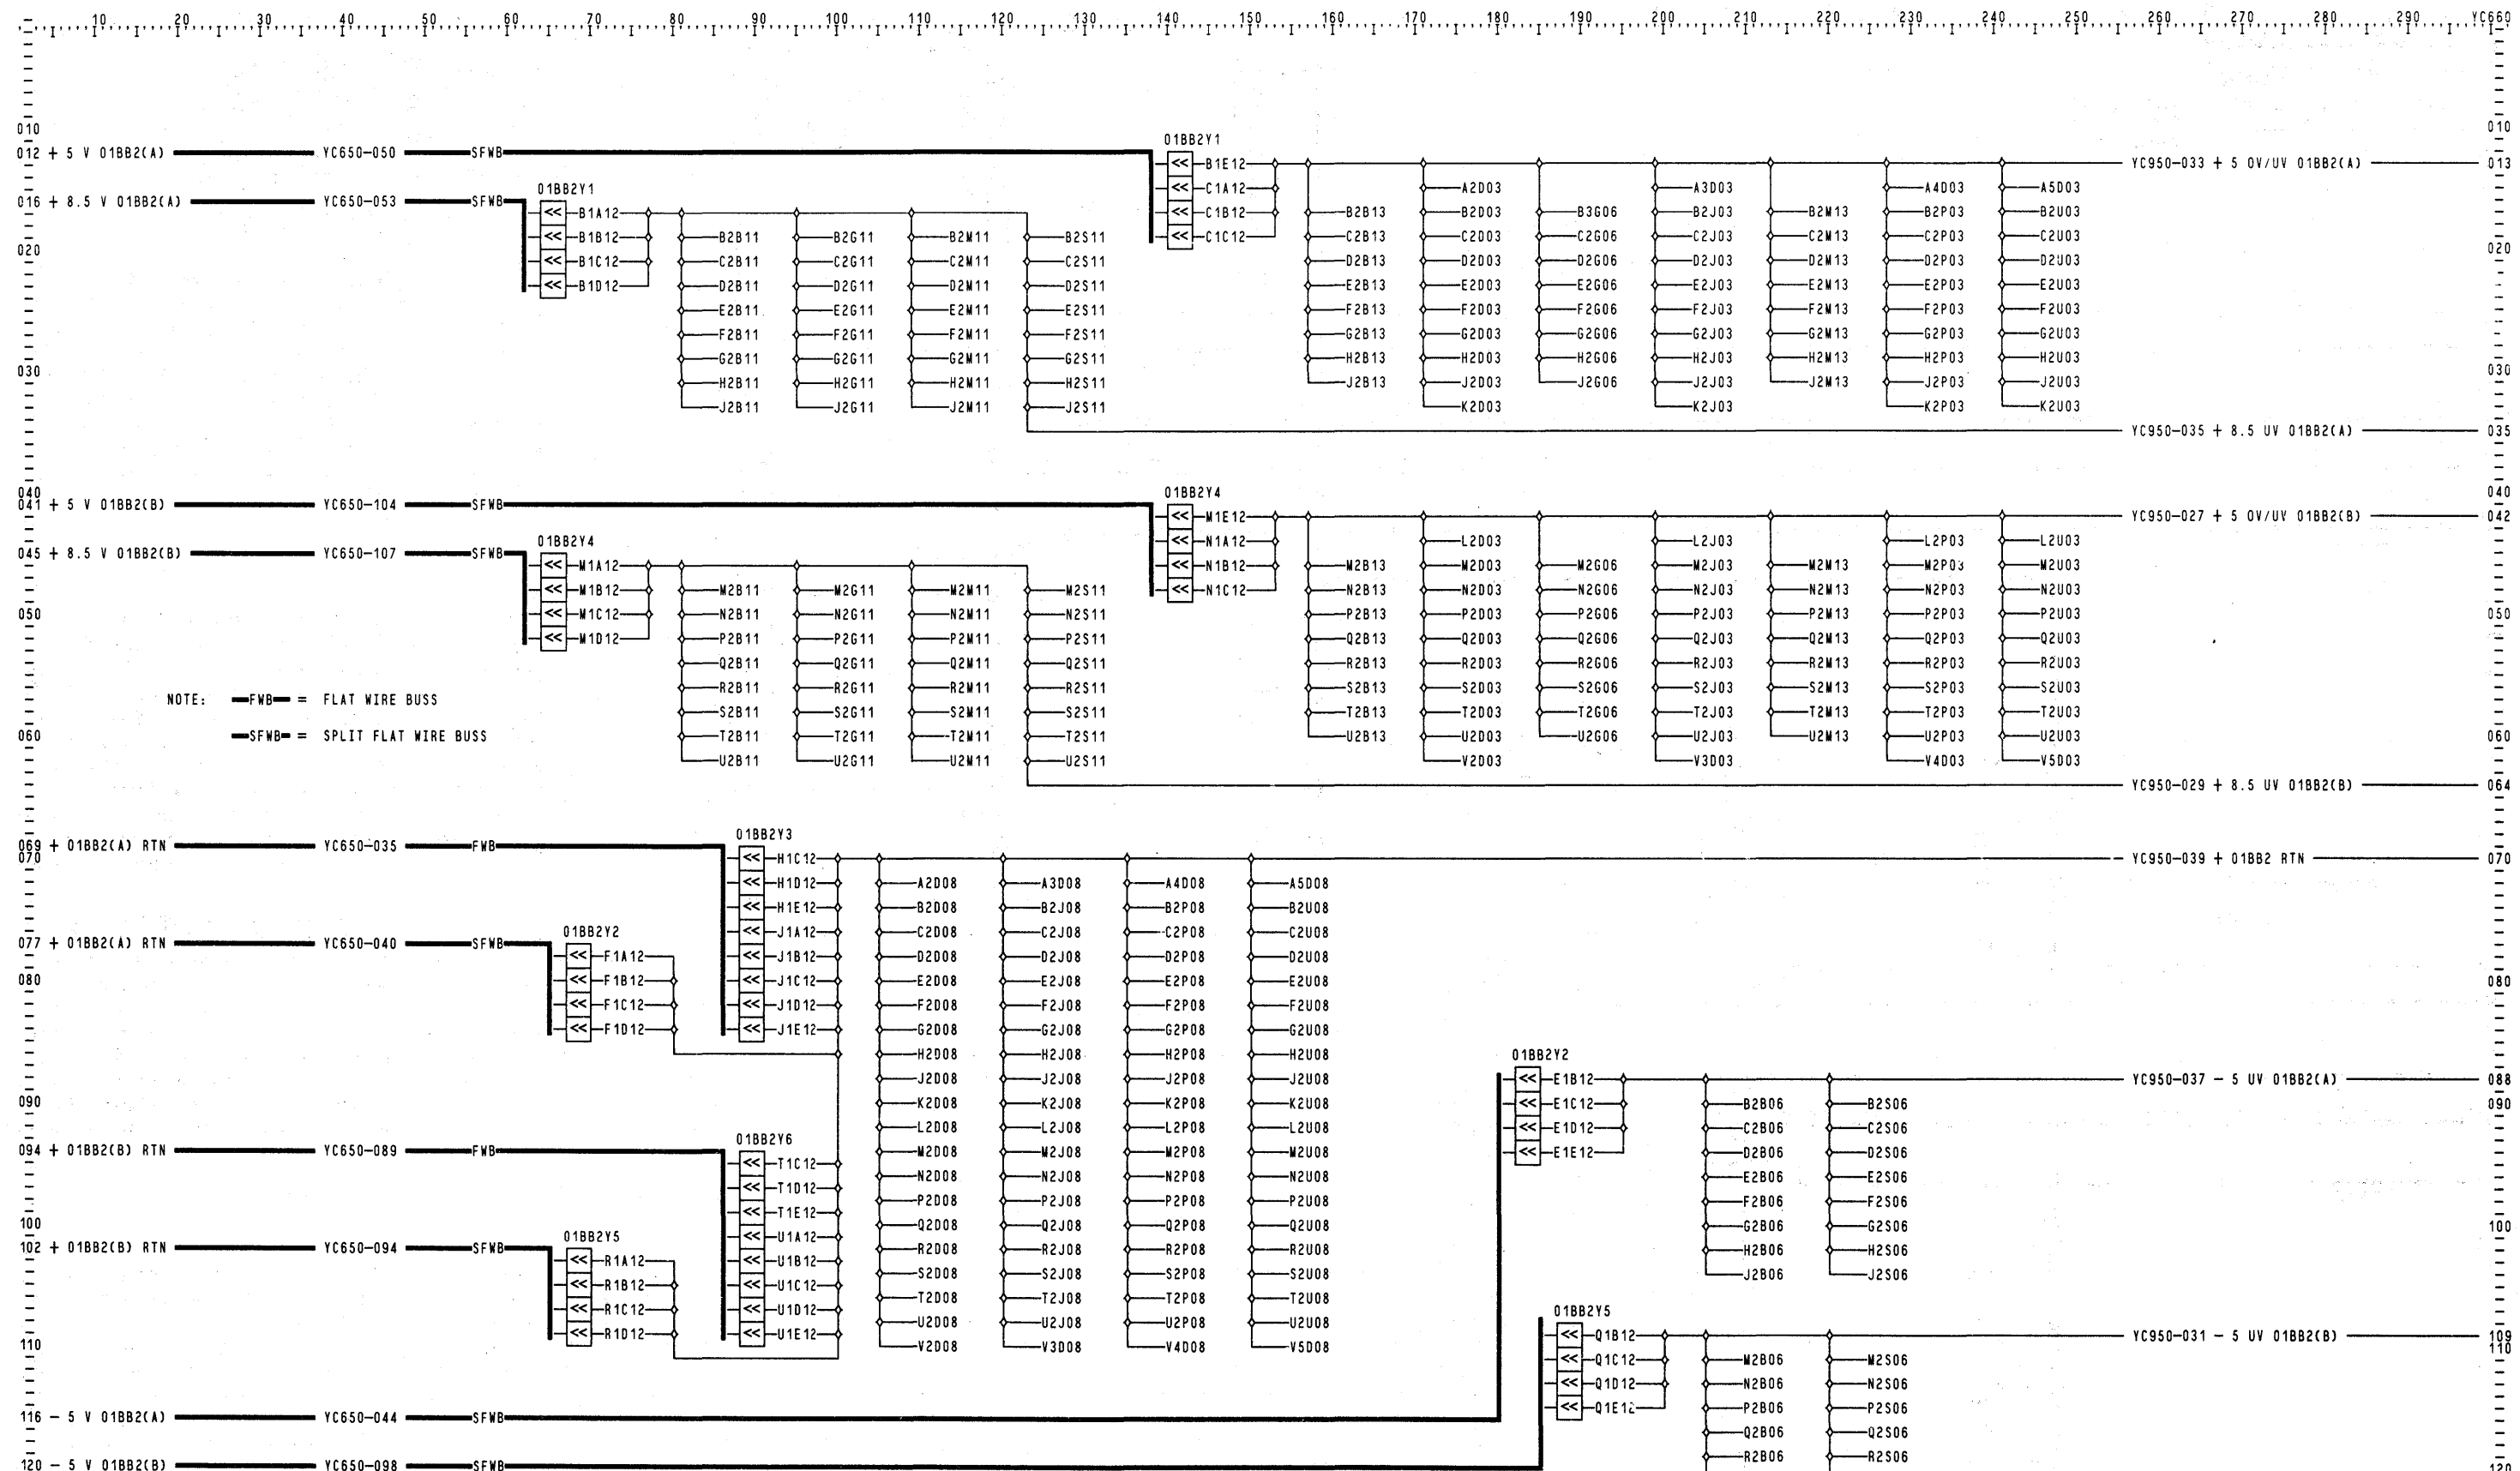 10 20 30 40 50 60 70 80 90 100 110 120 130 140 150 160 170 180 190 200 210 220 230 240 250 260 270 280 290 YC660
010 010
01BB2Y1
012 + 5 V 01BB2(A) YC650-050 SFWB
<< B1E12 YC950-033 + 5 OV/UV 01BB2(A) 013
01BB2Y1 << C1A12 A2D03 A3D03 A4D03 A5D03
016 + 8.5 V 01BB2(A) YC650-053 SFWB
<< B1A12 << C1B12 B2B13 B2D03 B3G06 B2J03 B2M13 B2P03 B2U03
<< B1B12 B2B11 B2G11 B2M11 B2S11 << C1C12 C2B13 C2D03 C2G06 C2J03 C2M13 C2P03 C2U03
020 020
<< B1C12 C2B11 C2G11 C2M11 C2S11 D2B13 D2D03 D2G06 D2J03 D2M13 D2P03 D2U03
<< B1D12 D2B11 D2G11 D2M11 D2S11 E2B13 E2D03 E2G06 E2J03 E2M13 E2P03 E2U03
E2B11 E2G11 E2M11 E2S11 F2B13 F2D03 F2G06 F2J03 F2M13 F2P03 F2U03
F2B11 F2G11 F2M11 F2S11 G2B13 G2D03 G2G06 G2J03 G2M13 G2P03 G2U03
G2B11 G2G11 G2M11 G2S11 H2B13 H2D03 H2G06 H2J03 H2M13 H2P03 H2U03
030 030
H2B11 H2G11 H2M11 H2S11 J2B13 J2D03 J2G06 J2J03 J2M13 J2P03 J2U03
J2B11 J2G11 J2M11 J2S11 K2D03 K2J03 K2P03 K2U03
YC950-035 + 8.5 UV 01BB2(A) 035
040 01BB2Y4 040
041 + 5 V 01BB2(B) YC650-104 SFWB
<< M1E12 YC950-027 + 5 OV/UV 01BB2(B) 042
01BB2Y4 << N1A12 L2D03 L2J03 L2P03 L2U03
045 + 8.5 V 01BB2(B) YC650-107 SFWB
<< M1A12 << N1B12 M2B13 M2D03 M2G06 M2J03 M2M13 M2P03 M2U03
<< M1B12 M2B11 M2G11 M2M11 M2S11 << N1C12 N2B13 N2D03 N2G06 N2J03 N2M13 N2P03 N2U03
050 << M1C12 N2B11 N2G11 N2M11 N2S11 P2B13 P2D03 P2G06 P2J03 P2M13 P2P03 P2U03 050
<< M1D12 P2B11 P2G11 P2M11 P2S11 Q2B13 Q2D03 Q2G06 Q2J03 Q2M13 Q2P03 Q2U03
Q2B11 Q2G11 Q2M11 Q2S11 R2B13 R2D03 R2G06 R2J03 R2M13 R2P03 R2U03
R2B11 R2G11 R2M11 R2S11 S2B13 S2D03 S2G06 S2J03 S2M13 S2P03 S2U03
NOTE: FWB = FLAT WIRE BUSS
S2B11 S2G11 S2M11 S2S11 T2B13 T2D03 T2G06 T2J03 T2M13 T2P03 T2U03
SFWB = SPLIT FLAT WIRE BUSS
060 T2B11 T2G11 T2M11 T2S11 U2B13 U2D03 U2G06 U2J03 U2M13 U2P03 U2U03 060
U2B11 U2G11 U2M11 U2S11 V2D03 V3D03 V4D03 V5D03
YC950-029 + 8.5 UV 01BB2(B) 064
01BB2Y3
069 + 01BB2(A) RTN YC650-035 FWB
070 << H1C12 YC950-039 + 01BB2 RTN 070
<< H1D12 A2D08 A3D08 A4D08 A5D08
<< H1E12 B2D08 B2J08 B2P08 B2U08
01BB2Y2 << J1A12 C2D08 C2J08 C2P08 C2U08
077 + 01BB2(A) RTN YC650-040 SFWB
<< F1A12 << J1B12 D2D08 D2J08 D2P08 D2U08
080 << F1B12 << J1C12 E2D08 E2J08 E2P08 E2U08 080
<< F1C12 << J1D12 F2D08 F2J08 F2P08 F2U08
<< F1D12 << J1E12 G2D08 G2J08 G2P08 G2U08
H2D08 H2J08 H2P08 H2U08 01BB2Y2
J2D08 J2J08 J2P08 J2U08 << E1B12 YC950-037 - 5 UV 01BB2(A) 088
090 K2D08 K2J08 K2P08 K2U08 << E1C12 B2B06 B2S06 090
L2D08 L2J08 L2P08 L2U08 << E1D12 C2B06 C2S06
01BB2Y6
094 + 01BB2(B) RTN YC650-089 FWB M2D08 M2J08 M2P08 M2U08 << E1E12 D2B06 D2S06
<< T1C12
<< T1D12 N2D08 N2J08 N2P08 N2U08 E2B06 E2S06
<< T1E12 P2D08 P2J08 P2P08 P2U08 F2B06 F2S06
100 << U1A12 Q2D08 Q2J08 Q2P08 Q2U08 G2B06 G2S06 100
01BB2Y5
102 + 01BB2(B) RTN YC650-094 SFWB R2D08 R2J08 R2P08 R2U08 H2B06 H2S06
<< R1A12 << U1B12
<< R1B12 << U1C12 S2D08 S2J08 S2P08 S2U08 J2B06 J2S06
<< R1C12 << U1D12 T2D08 T2J08 T2P08 T2U08 01BB2Y5
<< R1D12 << U1E12 U2D08 U2J08 U2P08 U2U08 << Q1B12 YC950-031 - 5 UV 01BB2(B) 109
110 V2D08 V3D08 V4D08 V5D08 110
<< Q1C12 M2B06 M2S06
<< Q1D12 N2B06 N2S06
116 - 5 V 01BB2(A) YC650-044 SFWB << Q1E12 P2B06 P2S06
Q2B06 Q2S06
R2B06 R2S06
120 - 5 V 01BB2(B) YC650-098 SFWB 120